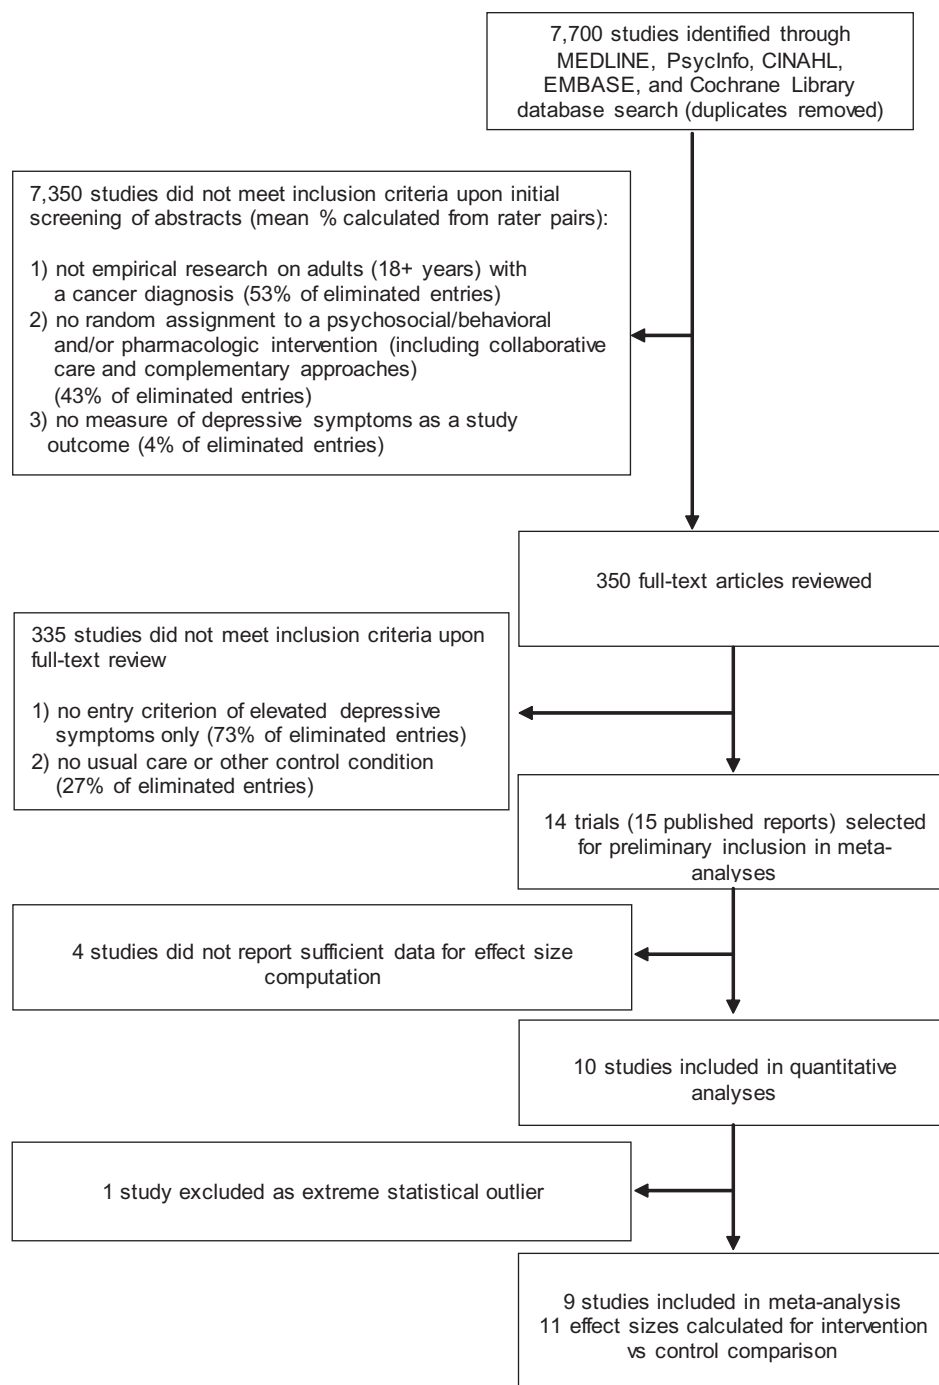 7,700 studies identified through
MEDLINE, PsycInfo, CINAHL,
EMBASE, and Cochrane Library
database search (duplicates removed)
7,350 studies did not meet inclusion criteria upon initial
screening of abstracts (mean % calculated from rater pairs):
1) not empirical research on adults (18+ years) with
a cancer diagnosis (53% of eliminated entries)
2) no random assignment to a psychosocial/behavioral
and/or pharmacologic intervention (including collaborative
care and complementary approaches)
(43% of eliminated entries)
3) no measure of depressive symptoms as a study
outcome (4% of eliminated entries)
350 full-text articles reviewed
335 studies did not meet inclusion criteria upon
full-text review
1) no entry criterion of elevated depressive
symptoms only (73% of eliminated entries)
2) no usual care or other control condition
(27% of eliminated entries)
14 trials (15 published reports) selected
for preliminary inclusion in meta-
analyses
4 studies did not report sufficient data for effect size
computation
10 studies included in quantitative
analyses
1 study excluded as extreme statistical outlier
9 studies included in meta-analysis
11 effect sizes calculated for intervention
vs control comparison